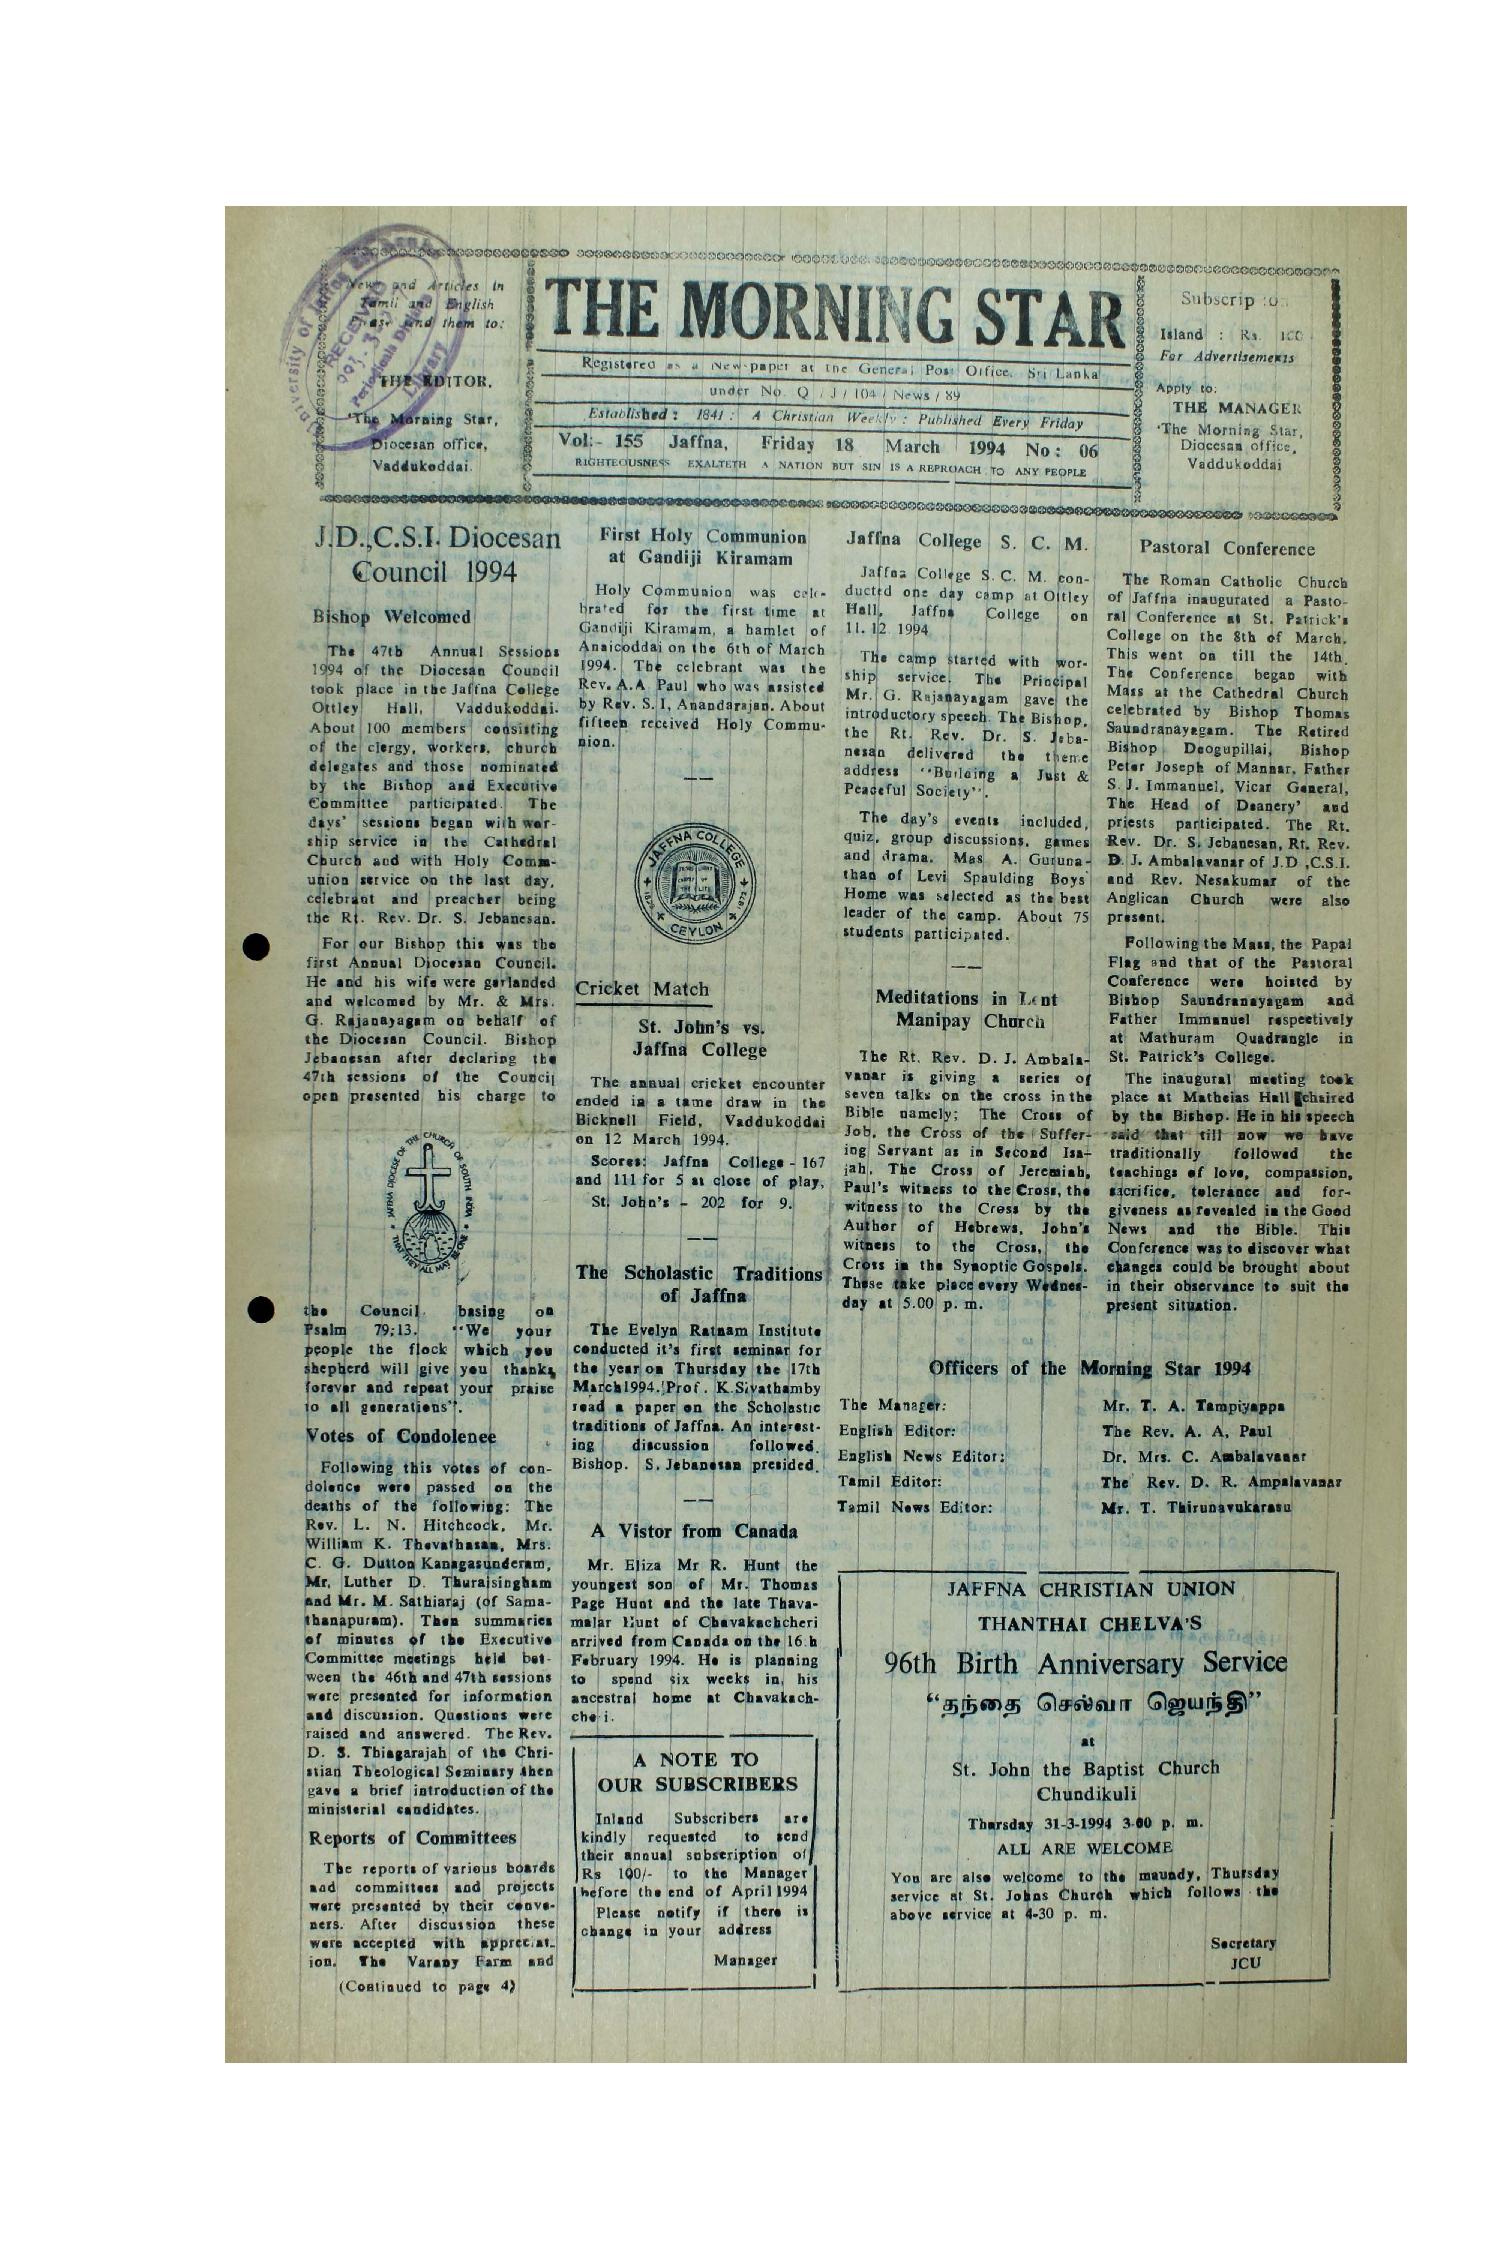 News and Articles in
Tamil and English
Please send them to:
THE EDITOR,
'The Morning Star,
Diocesan office,
Vaddukoddai.
THE MORNING STAR
Registered as a Newspaper at the General Post Office, Sri Lanka
under No. Q / J / 104 / News / 89
Established : 1841 : A Christian Weekly : Published Every Friday
Vol:- 155 Jaffna, Friday 18 March 1994 No : 06
RIGHTEOUSNESS EXALTETH A NATION BUT SIN IS A REPROACH TO ANY PEOPLE
Island : Rs. 100
For Advertisements
Apply to:
THE MANAGER
'The Morning Star,
Diocesan office,
Vaddukoddai
J.D.,C.S.I. Diocesan
Council 1994
Bishop Welcomed
The 47th Annual Sessions
1994 of the Diocesan Council
took place in the Jaffna College
Ottley Hall, Vaddukoddai.
About 100 members consisting
of the clergy, workers, church
delegates and those nominated
by the Bishop and Executive
Committee participated. The
days' sessions began with wor-
ship service in the Cathedral
Church and with Holy Comm-
union service on the last day,
celebrant and preacher being
the Rt. Rev. Dr. S. Jebanesan.
For our Bishop this was the
first Annual Diocesan Council.
He and his wife were garlanded
and welcomed by Mr. & Mrs.
G. Rajanayagam on behalf of
the Diocesan Council. Bishop
Jebanesan after declaring the
47th sessions of the Council
open presented his charge to
JAFFNA DIOCESE OF THE CHURCH OF SOUTH INDIA
THAT THEY ALL MAY BE ONE
the Council basing on
Psalm 79;13. "We your
people the flock which you
shepherd will give you thanks
forever and repeat your praise
to all generations".
Votes of Condolenee
Following this votes of con-
dolence were passed on the
deaths of the following: The
Rev. L. N. Hitchcock, Mr.
William K. Thevathasan, Mrs.
C. G. Dutton Kanagasunderam,
Mr. Luther D. Thuraisingham
and Mr. M. Sathiaraj (of Sama-
thanapuram). Then summaries
of minutes of the Executive
Committee meetings held bet-
ween the 46th and 47th sessions
were presented for information
and discussion. Questions were
raised and answered. The Rev.
D. S. Thiagarajah of the Chri-
stian Theological Seminary then
gave a brief introduction of the
ministerial candidates.
Reports of Committees
The reports of various boards
and committees and projects
were presented by their conve-
ners. After discussion these
were accepted with appreciat-
ion. The Varany Farm and
(Continued to page 4)
First Holy Communion
at Gandiji Kiramam
Holy Communion was cele-
brated for the first time at
Gandiji Kiramam, a hamlet of
Anaicoddai on the 6th of March
1994. The celebrant was the
Rev. A.A Paul who was assisted
by Rev. S. I, Anandarajan. About
fifteen received Holy Commu-
nion.
JAFFNA COLLEGE
CEYLON
Cricket Match
St. John's vs.
Jaffna College
The annual cricket encounter
ended in a tame draw in the
Bicknell Field, Vaddukoddai
on 12 March 1994.
Scores: Jaffna College - 167
and 111 for 5 at close of play,
St. John's - 202 for 9.
The Scholastic Traditions
of Jaffna
The Evelyn Ratnam Institute
conducted it's first seminar for
the year on Thursday the 17th
March 1994. Prof. K. Sivathamby
read a paper on the Scholastic
traditions of Jaffna. An interest-
ing discussion followed.
Bishop. S. Jebanesan presided.
A Vistor from Canada
Mr. Eliza Mr R. Hunt the
youngest son of Mr. Thomas
Page Hunt and the late Thava-
malar Hunt of Chavakachcheri
arrived from Canada on the 16 h
February 1994. He is planning
to spend six weeks in, his
ancestral home at Chavakach-
che i.
A NOTE TO
OUR SUBSCRIBERS
Inland Subscribers are
kindly requested to send
their annual subscription of
Rs 100/- to the Manager
before the end of April 1994
Please notify if there is
change in your address
Manager
Jaffna College S. C. M.
Jaffna College S. C. M. con-
ducted one day camp at Ottley
Hall, Jaffna College on
11. 12 1994
The camp started with wor-
ship service. The Principal
Mr. G. Rajanayagam gave the
introductory speech. The Bishop,
the Rt. Rev. Dr. S. Jeba-
nesan delivered the theme
address "Building a Just &
Peaceful Society".
The day's events included,
quiz, group discussions, games
and drama. Mas A. Guruna-
than of Levi Spaulding Boys'
Home was selected as the best
leader of the camp. About 75
students participated.
Meditations in Lent
Manipay Church
The Rt. Rev. D. J. Ambala-
vanar is giving a series of
seven talks on the cross in the
Bible namely; The Cross of
Job, the Cross of the Suffer-
ing Servant as in Second Isa-
jah, The Cross of Jeremiah,
Paul's witness to the Cross, the
witness to the Cress by the
Author of Hebrews, John's
witness to the Cross, the
Cross in the Synoptic Gospels.
These take place every Wednes-
day at 5.00 p. m.
Pastoral Conference
The Roman Catholic Church
of Jaffna inaugurated a Pasto-
ral Conference at St. Patrick's
College on the 8th of March.
This went on till the 14th.
The Conference began with
Mass at the Cathedral Church
celebrated by Bishop Thomas
Saundranayagam. The Retired
Bishop Deogupillai, Bishop
Peter Joseph of Mannar, Father
S. J. Immanuel, Vicar General,
The Head of Deanery' and
priests participated. The Rt.
Rev. Dr. S. Jebanesan, Rt. Rev.
D. J. Ambalavanar of J.D ,C.S.I.
and Rev. Nesakumar of the
Anglican Church were also
present.
Following the Mass, the Papal
Flag and that of the Pastoral
Conference were hoisted by
Bishop Saundranayagam and
Father Immanuel respectively
at Mathuram Quadrangle in
St. Patrick's College.
The inaugural meeting took
place at Matheias Hall chaired
by the Bishop. He in his speech
said that till now we have
traditionally followed the
teachings of love, compassion,
sacrifice, tolerance and for-
giveness as revealed in the Good
News and the Bible. This
Conference was to discover what
changes could be brought about
in their observance to suit the
present situation.
Officers of the Morning Star 1994
The Manager: Mr. T. A. Tampiyappa
English Editor: The Rev. A. A, Paul
English News Editor: Dr. Mrs. C. Ambalavanar
Tamil Editor: The Rev. D. R. Ampalavanar
Tamil News Editor: Mr. T. Thirunavukarasu
JAFFNA CHRISTIAN UNION
THANTHAI CHELVA'S
96th Birth Anniversary Service
"தந்தை செல்வா ஜெயந்தி"
at
St. John the Baptist Church
Chundikuli
Thursday 31-3-1994 3-00 p. m.
ALL ARE WELCOME
You are also welcome to the maundy, Thursday
service at St. Johns Church which follows the
above service at 4-30 p. m.
Secretary
JCU